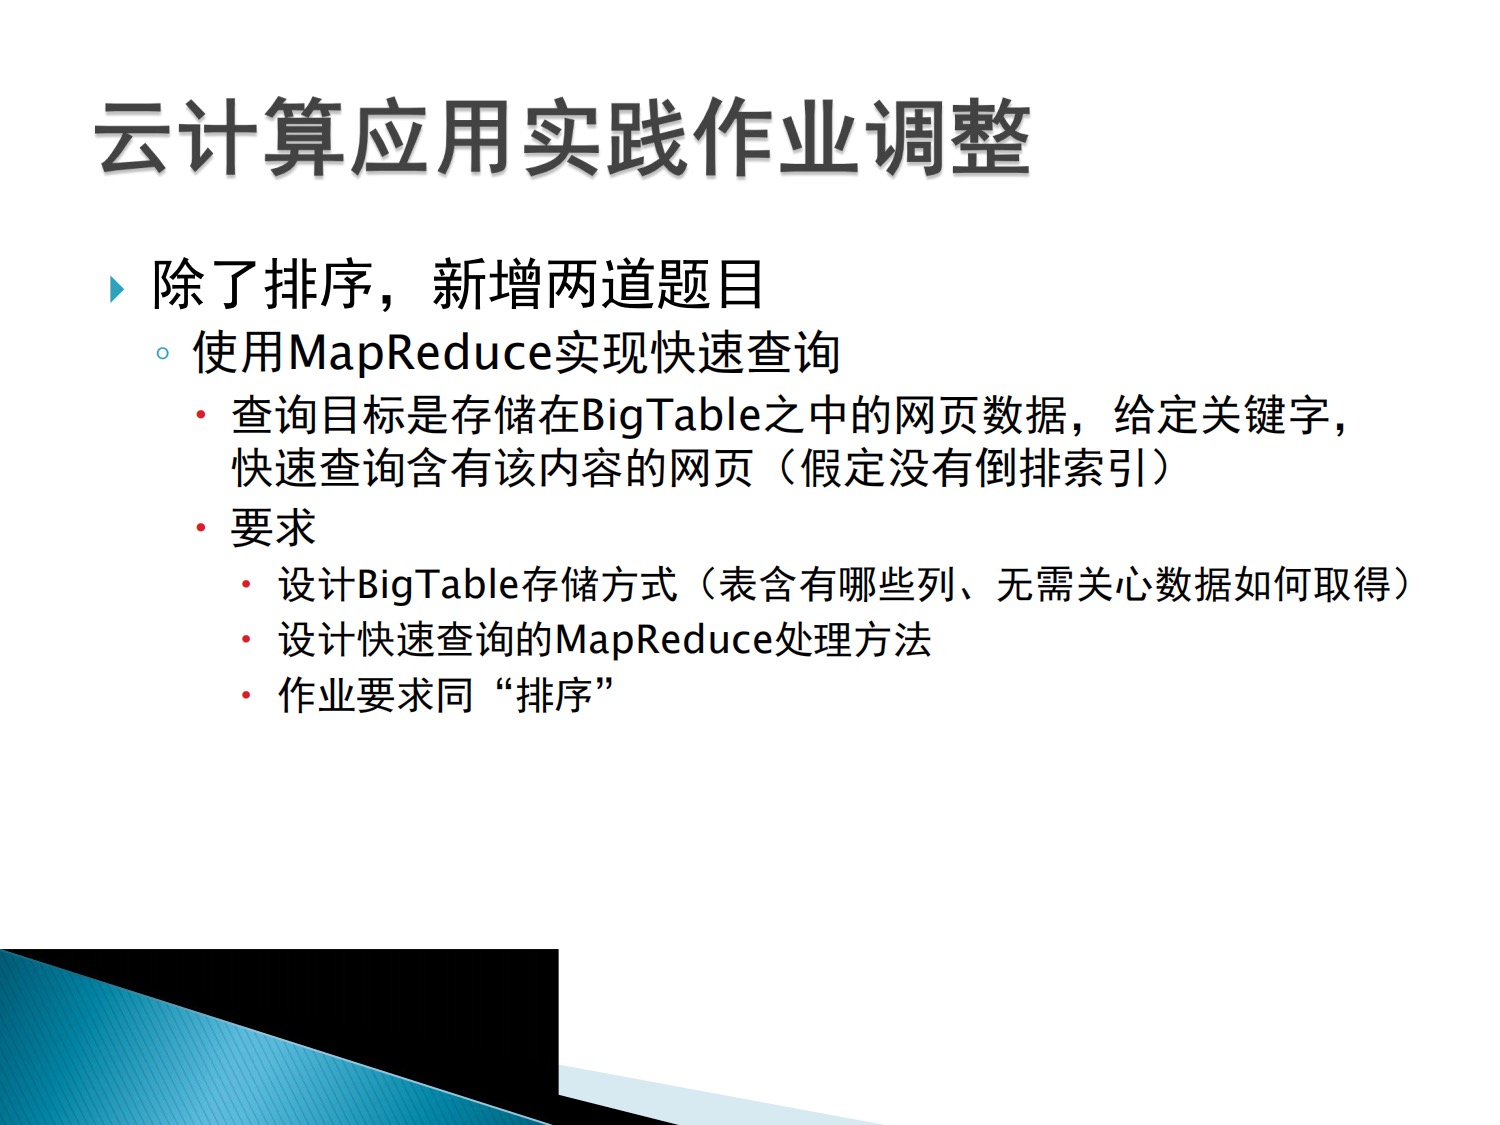 云计算应用实践作业调整
除了排序，新增两道题目
使用MapReduce实现快速查询
查询目标是存储在BigTable之中的网页数据，给定关键字，
快速查询含有该内容的网页（假定没有倒排索引）
要求
设计BigTable存储方式（表含有哪些列、无需关心数据如何取得）
设计快速查询的MapReduce处理方法
作业要求同“排序”